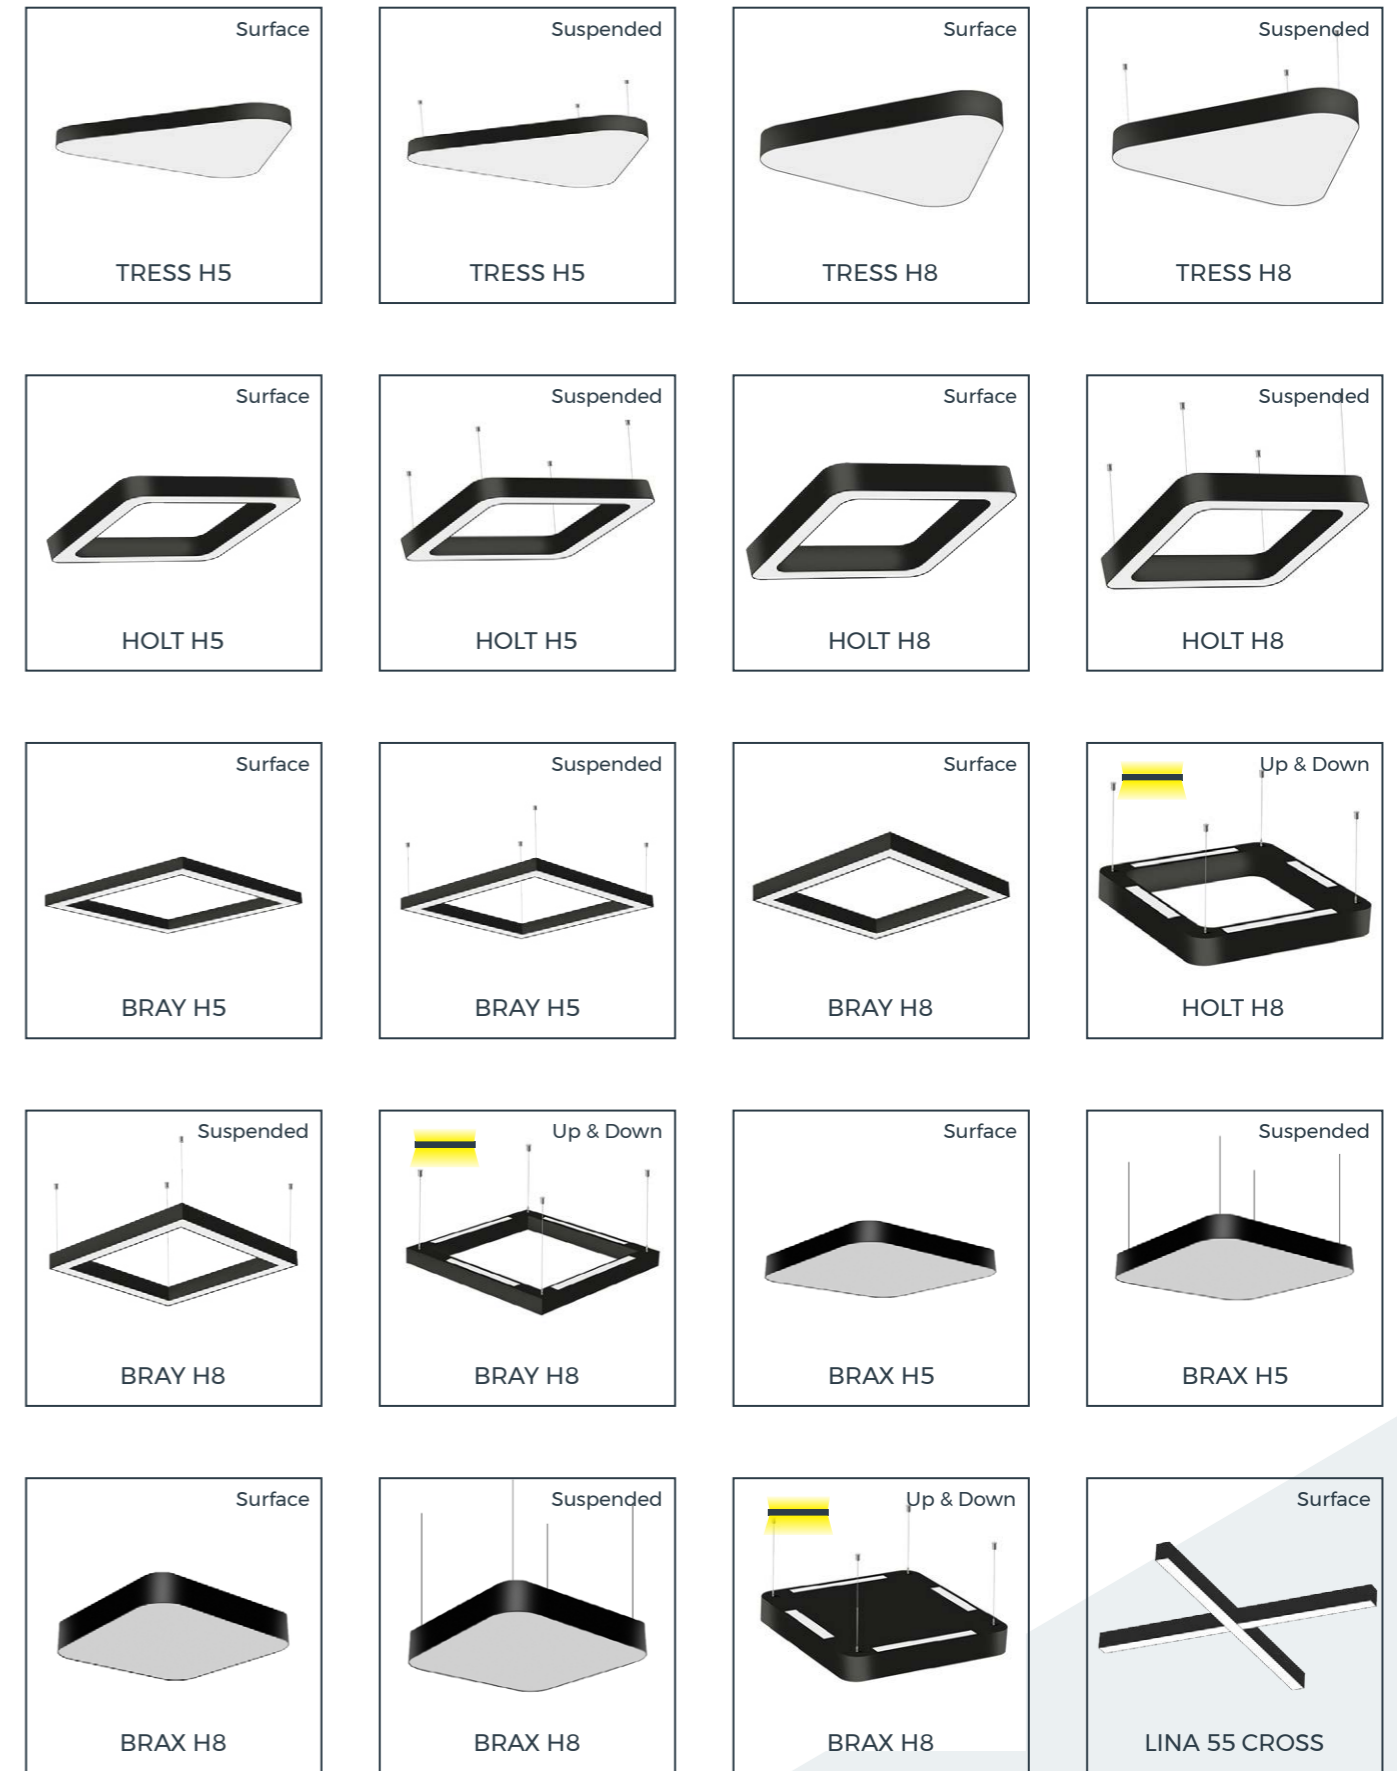 Surface
TRESS H5
Suspended
TRESS H5
Surface
TRESS H8
Suspended
TRESS H8
Surface
HOLT H5
Suspended
HOLT H5
Surface
HOLT H8
Suspended
HOLT H8
Surface
BRAY H5
Suspended
BRAY H5
Surface
BRAY H8
Up & Down
HOLT H8
Suspended
BRAY H8
Up & Down
BRAY H8
Surface
BRAX H5
Suspended
BRAX H5
Surface
BRAX H8
Suspended
BRAX H8
Up & Down
BRAX H8
Surface
LINA 55 CROSS